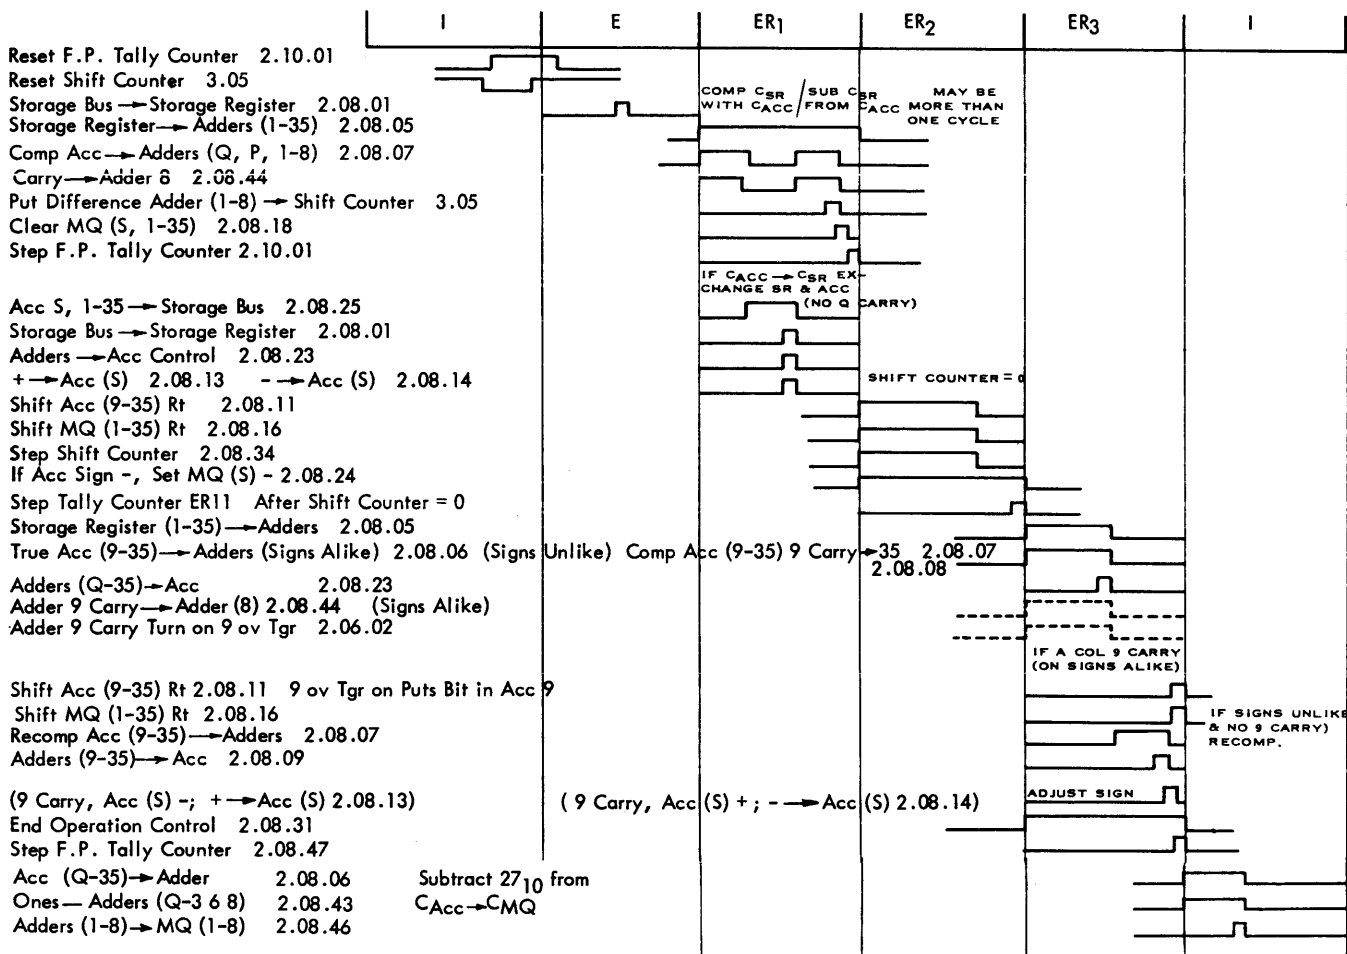 I E ER1 ER2 ER3 I
Reset F.P. Tally Counter 2.10.01
Reset Shift Counter 3.05
Storage Bus→Storage Register 2.08.01
COMP CSR WITH CACC / SUB CSR FROM CACC
MAY BE MORE THAN ONE CYCLE
Storage Register→Adders (1-35) 2.08.05
Comp Acc→Adders (Q, P, 1-8) 2.08.07
Carry→Adder 8 2.08.44
Put Difference Adder (1-8)→Shift Counter 3.05
Clear MQ (S, 1-35) 2.08.18
Step F.P. Tally Counter 2.10.01
IF CACC→CSR EX-
CHANGE SR & ACC
(NO Q CARRY)
Acc S, 1-35→Storage Bus 2.08.25
Storage Bus→Storage Register 2.08.01
Adders→Acc Control 2.08.23
+→Acc (S) 2.08.13 -→Acc (S) 2.08.14
SHIFT COUNTER = 0
Shift Acc (9-35) Rt 2.08.11
Shift MQ (1-35) Rt 2.08.16
Step Shift Counter 2.08.34
If Acc Sign -, Set MQ (S) - 2.08.24
Step Tally Counter ER11 After Shift Counter = 0
Storage Register (1-35)→Adders 2.08.05
True Acc (9-35)→Adders (Signs Alike) 2.08.06 (Signs Unlike) Comp Acc (9-35) 9 Carry→35 2.08.07
2.08.08
Adders (Q-35)→Acc 2.08.23
Adder 9 Carry→Adder (8) 2.08.44 (Signs Alike)
Adder 9 Carry Turn on 9 ov Tgr 2.06.02
IF A COL 9 CARRY
(ON SIGNS ALIKE)
Shift Acc (9-35) Rt 2.08.11 9 ov Tgr on Puts Bit in Acc 9
Shift MQ (1-35) Rt 2.08.16
IF SIGNS UNLIKE
& NO 9 CARRY)
RECOMP.
Recomp Acc (9-35)→Adders 2.08.07
Adders (9-35)→Acc 2.08.09
(9 Carry, Acc (S) -; +→Acc (S) 2.08.13) ( 9 Carry, Acc (S) + ; -→Acc (S) 2.08.14)
ADJUST SIGN
End Operation Control 2.08.31
Step F.P. Tally Counter 2.08.47
Acc (Q-35)→Adder 2.08.06 Subtract 2710 from
Ones— Adders (Q-3 6 8) 2.08.43 CAcc→CMQ
Adders (1-8)→MQ (1-8) 2.08.46